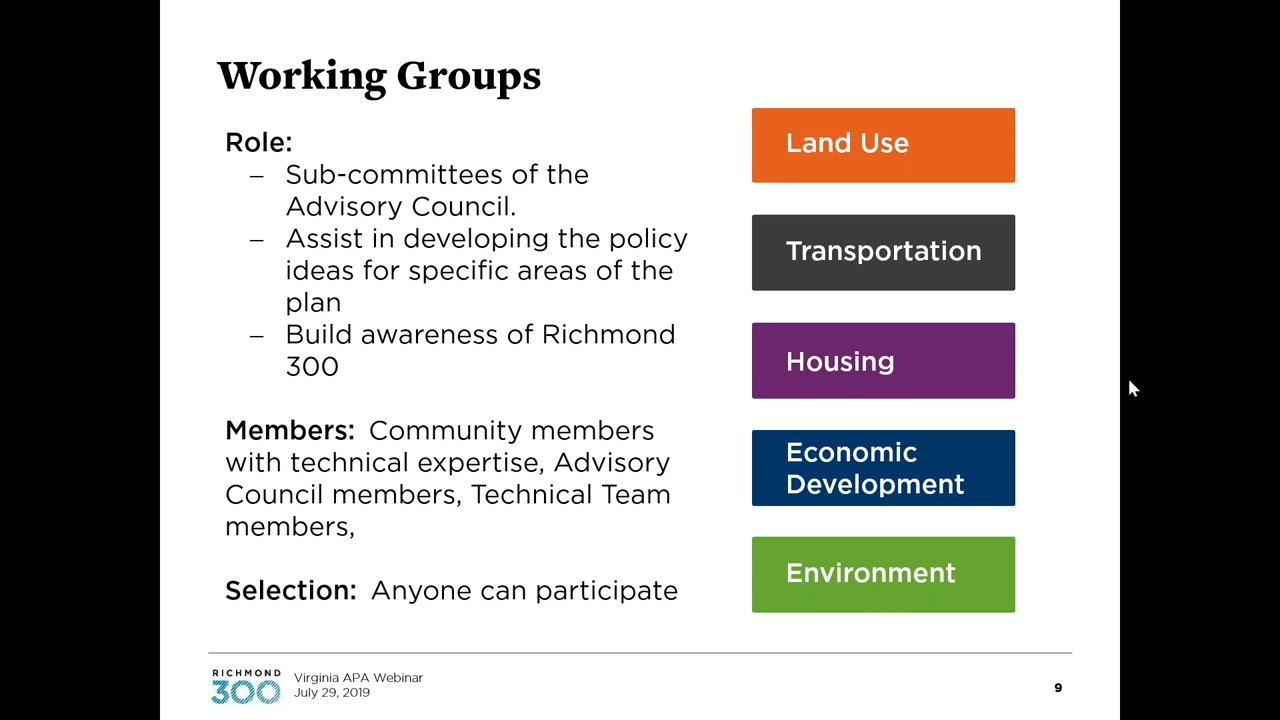 Working Groups
Role:
– Sub-committees of the
Advisory Council.
– Assist in developing the policy
ideas for specific areas of the
plan
– Build awareness of Richmond
300
Members: Community members
with technical expertise, Advisory
Council members, Technical Team
members,
Selection: Anyone can participate
Land Use
Transportation
Housing
Economic
Development
Environment
RICHMOND
300
Virginia APA Webinar
July 29, 2019
9